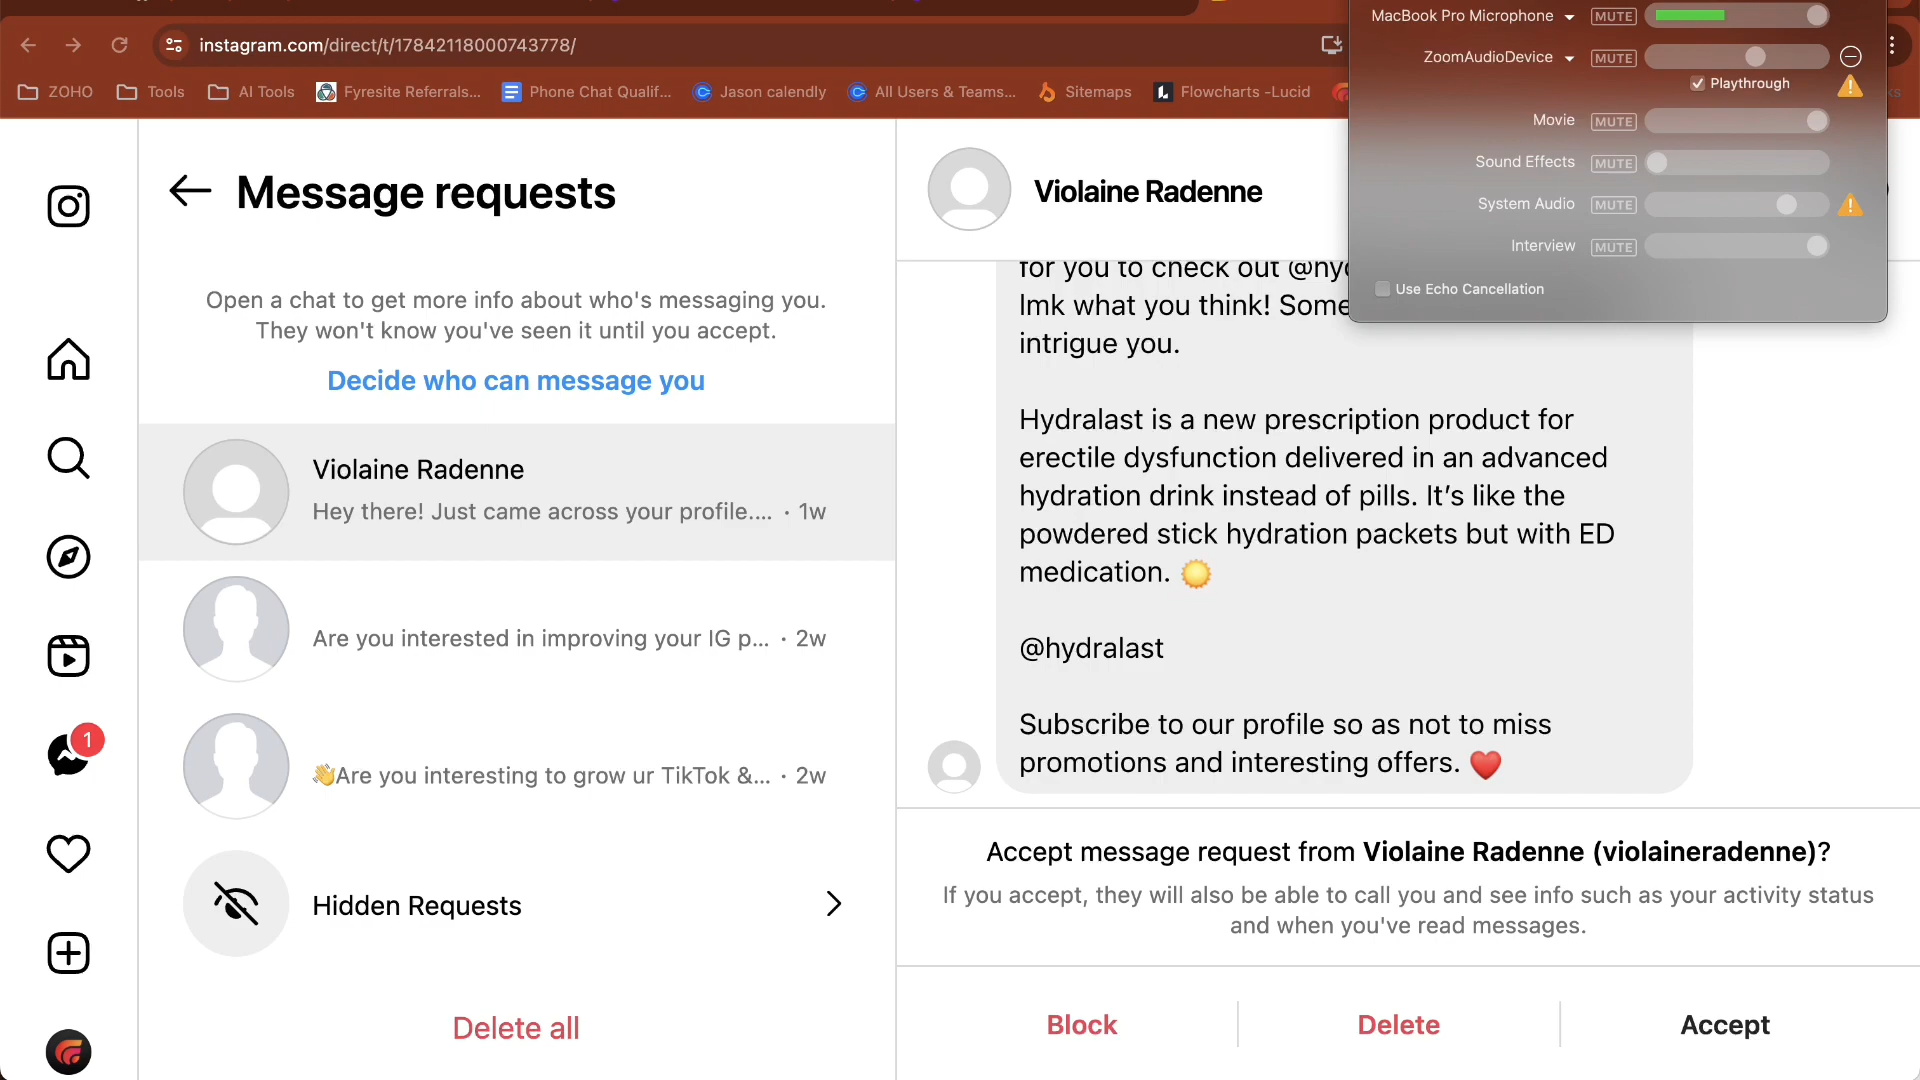 instagram.com/direct/t/17842118000743778/
ZOHO
Tools
AI Tools
Fyresite Referrals...
Phone Chat Qualif...
Jason calendly
All Users & Teams...
Sitemaps
Flowcharts -Lucid
MacBook Pro Microphone
MUTE
ZoomAudioDevice
MUTE
Playthrough
Movie
MUTE
Sound Effects
MUTE
System Audio
MUTE
Interview
MUTE
Use Echo Cancellation
Message requests
Open a chat to get more info about who's messaging you.
They won't know you've seen it until you accept.
Decide who can message you
Violaine Radenne
Hey there! Just came across your profile.... · 1w
Are you interested in improving your IG p... · 2w
👋Are you interesting to grow ur TikTok &... · 2w
Hidden Requests
Delete all
1
Violaine Radenne
for you to check out
lmk what you think! Some
intrigue you.
Hydralast is a new prescription product for
erectile dysfunction delivered in an advanced
hydration drink instead of pills. It’s like the
powdered stick hydration packets but with ED
medication. 🌞
@hydralast
Subscribe to our profile so as not to miss
promotions and interesting offers. ❤️
Accept message request from Violaine Radenne (violaineradenne)?
If you accept, they will also be able to call you and see info such as your activity status
and when you've read messages.
Block
Delete
Accept